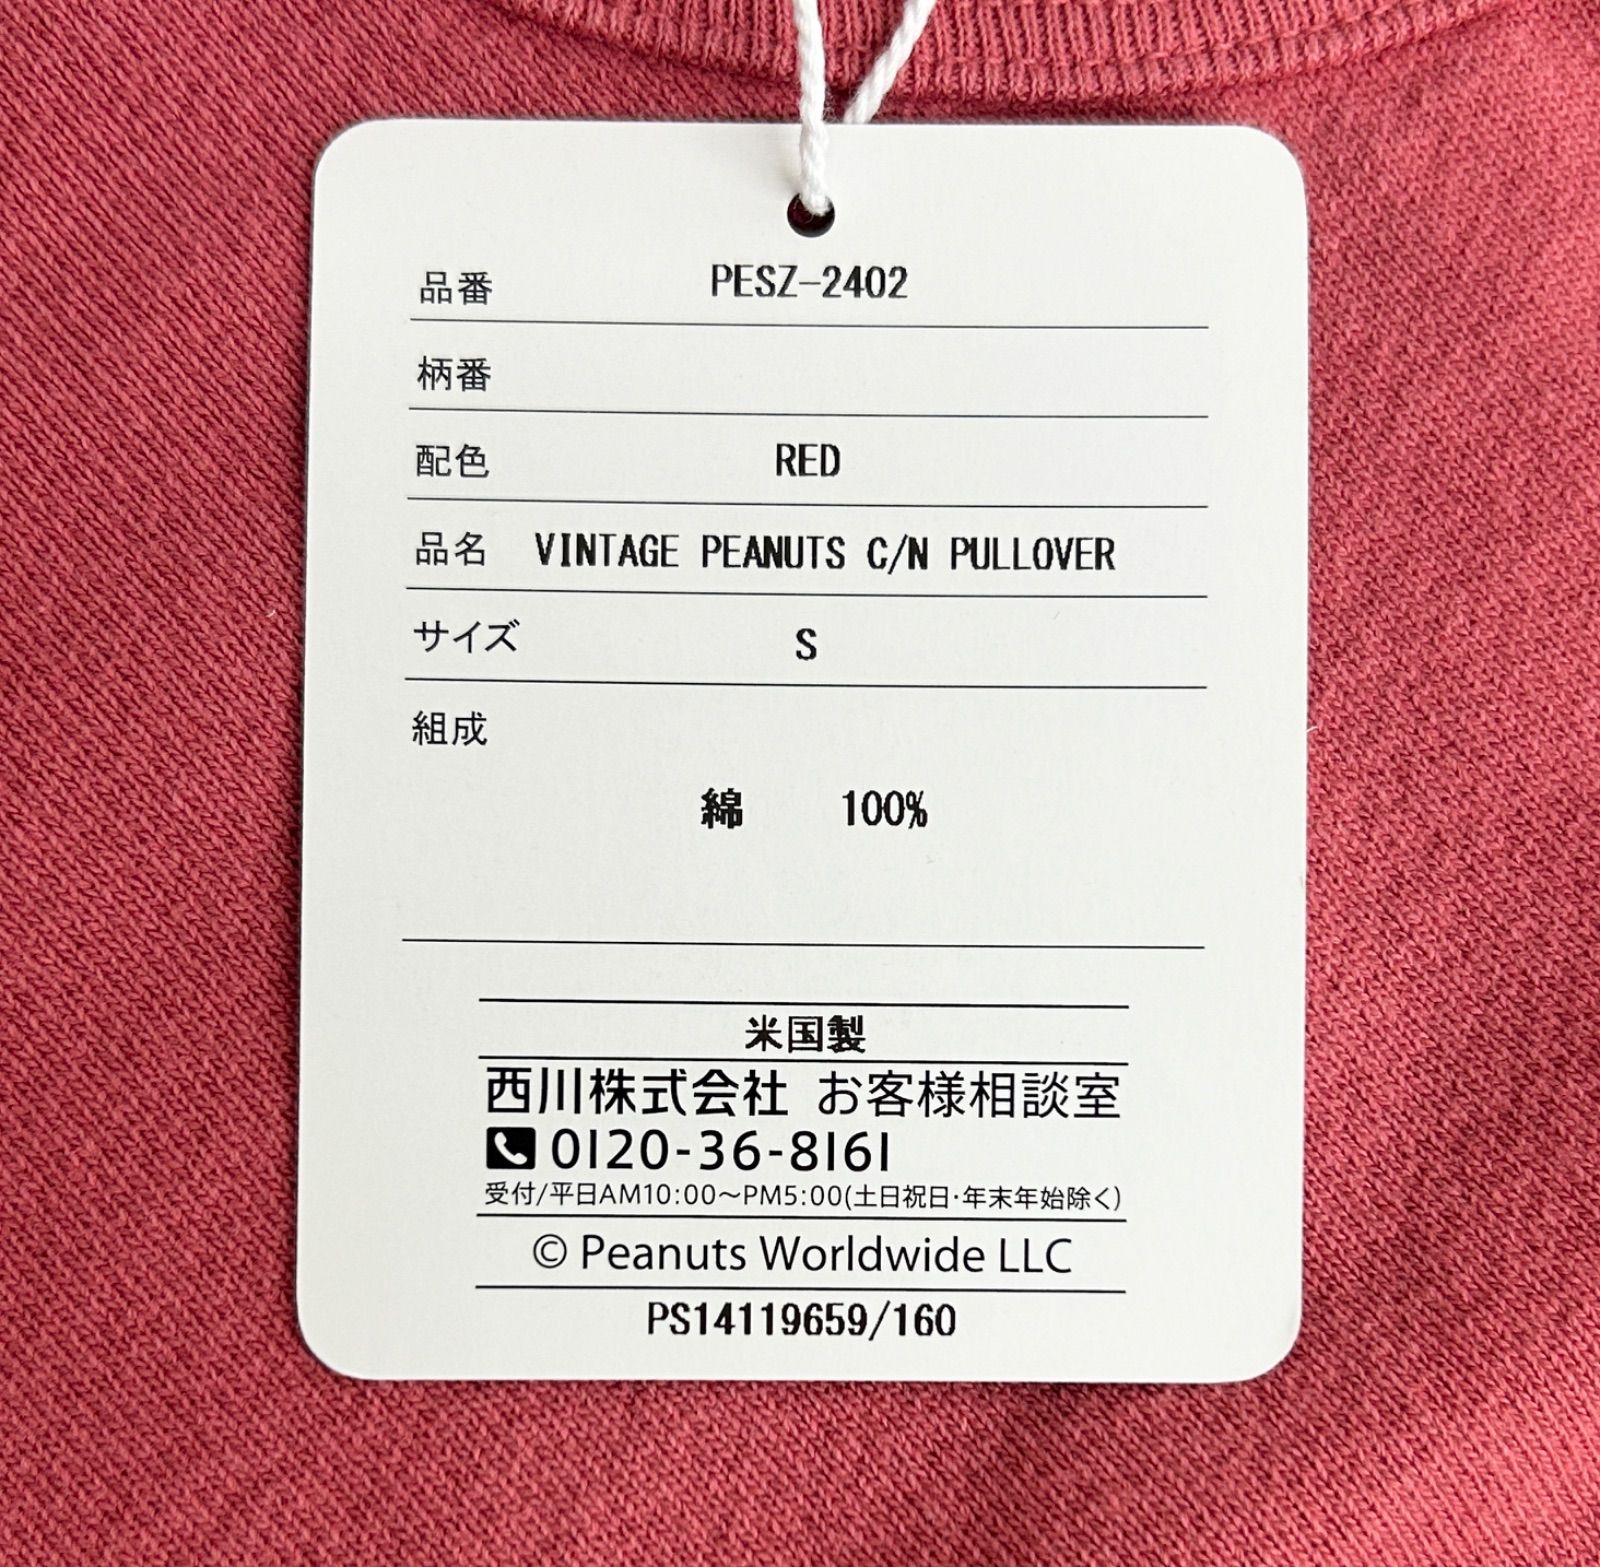 品番 PESZ-2402
柄番
配色 RED
品名 VINTAGE PEANUTS C/N PULLOVER
サイズ S
組成
綿 100%
米国製
西川株式会社 お客様相談室
0120-36-8161
受付/平日AM10:00〜PM5:00(土日祝日・年末年始除く)
© Peanuts Worldwide LLC
PS14119659/160